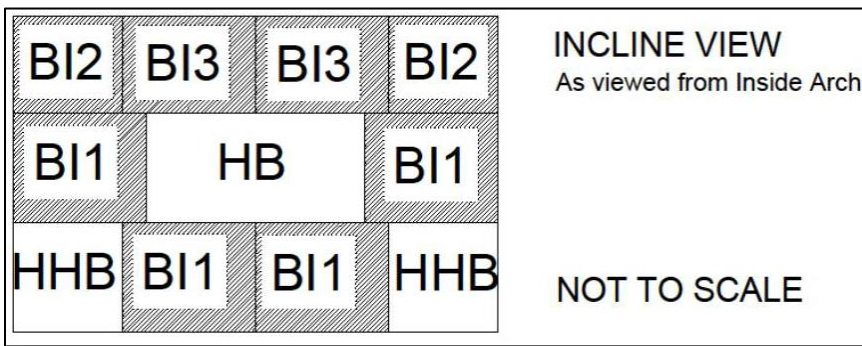 BI2 BI3 BI3 BI2
INCLINE VIEW
As viewed from Inside Arch
BI1 HB BI1
HHB BI1 BI1 HHB
NOT TO SCALE